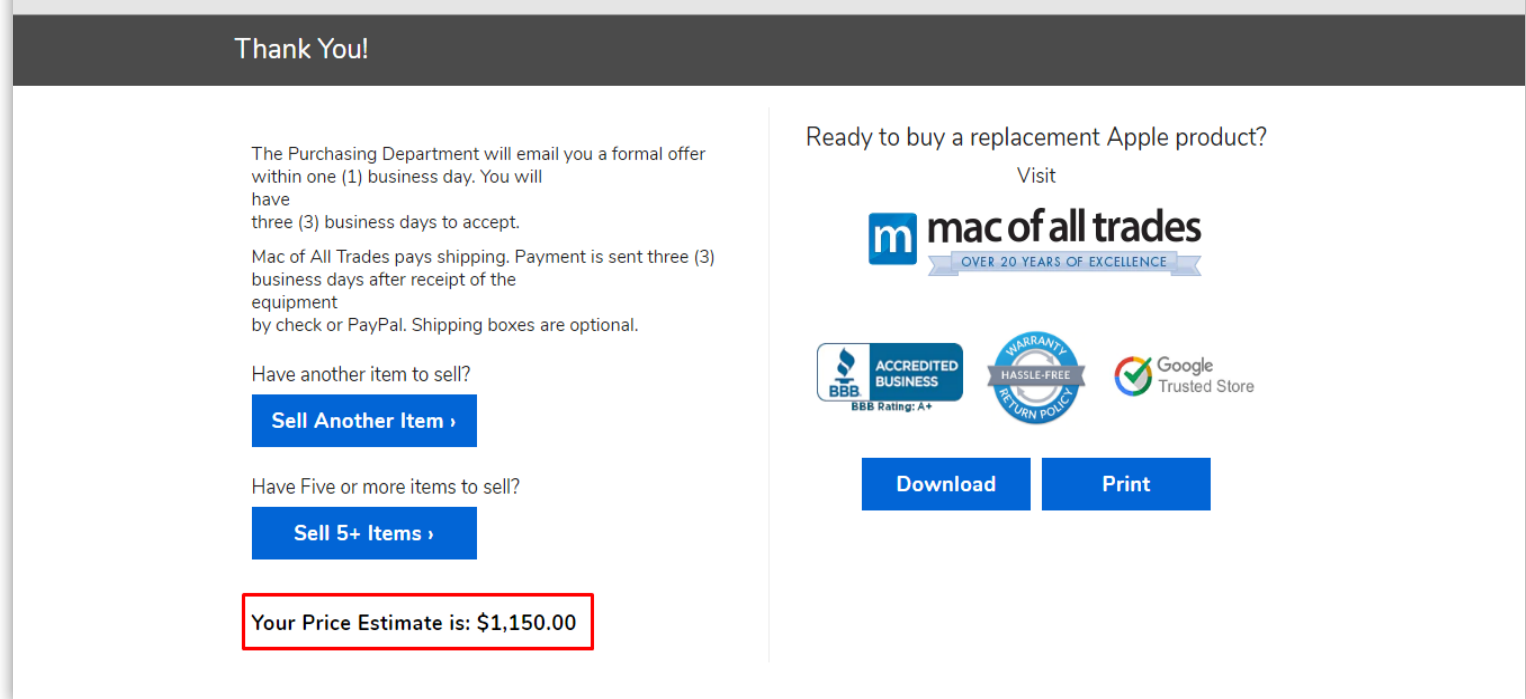 Thank You!
The Purchasing Department will email you a formal offer
within one (1) business day. You will
have
three (3) business days to accept.
Mac of All Trades pays shipping. Payment is sent three (3)
business days after receipt of the
equipment
by check or PayPal. Shipping boxes are optional.
Have another item to sell?
Sell Another Item ›
Have Five or more items to sell?
Sell 5+ Items ›
Your Price Estimate is: $1,150.00
Ready to buy a replacement Apple product?
Visit
m mac of all trades
OVER 20 YEARS OF EXCELLENCE
BBB.
ACCREDITED
BUSINESS
BBB Rating: A+
WARRANTY
HASSLE-FREE
RETURN POLICY
Google
Trusted Store
Download
Print